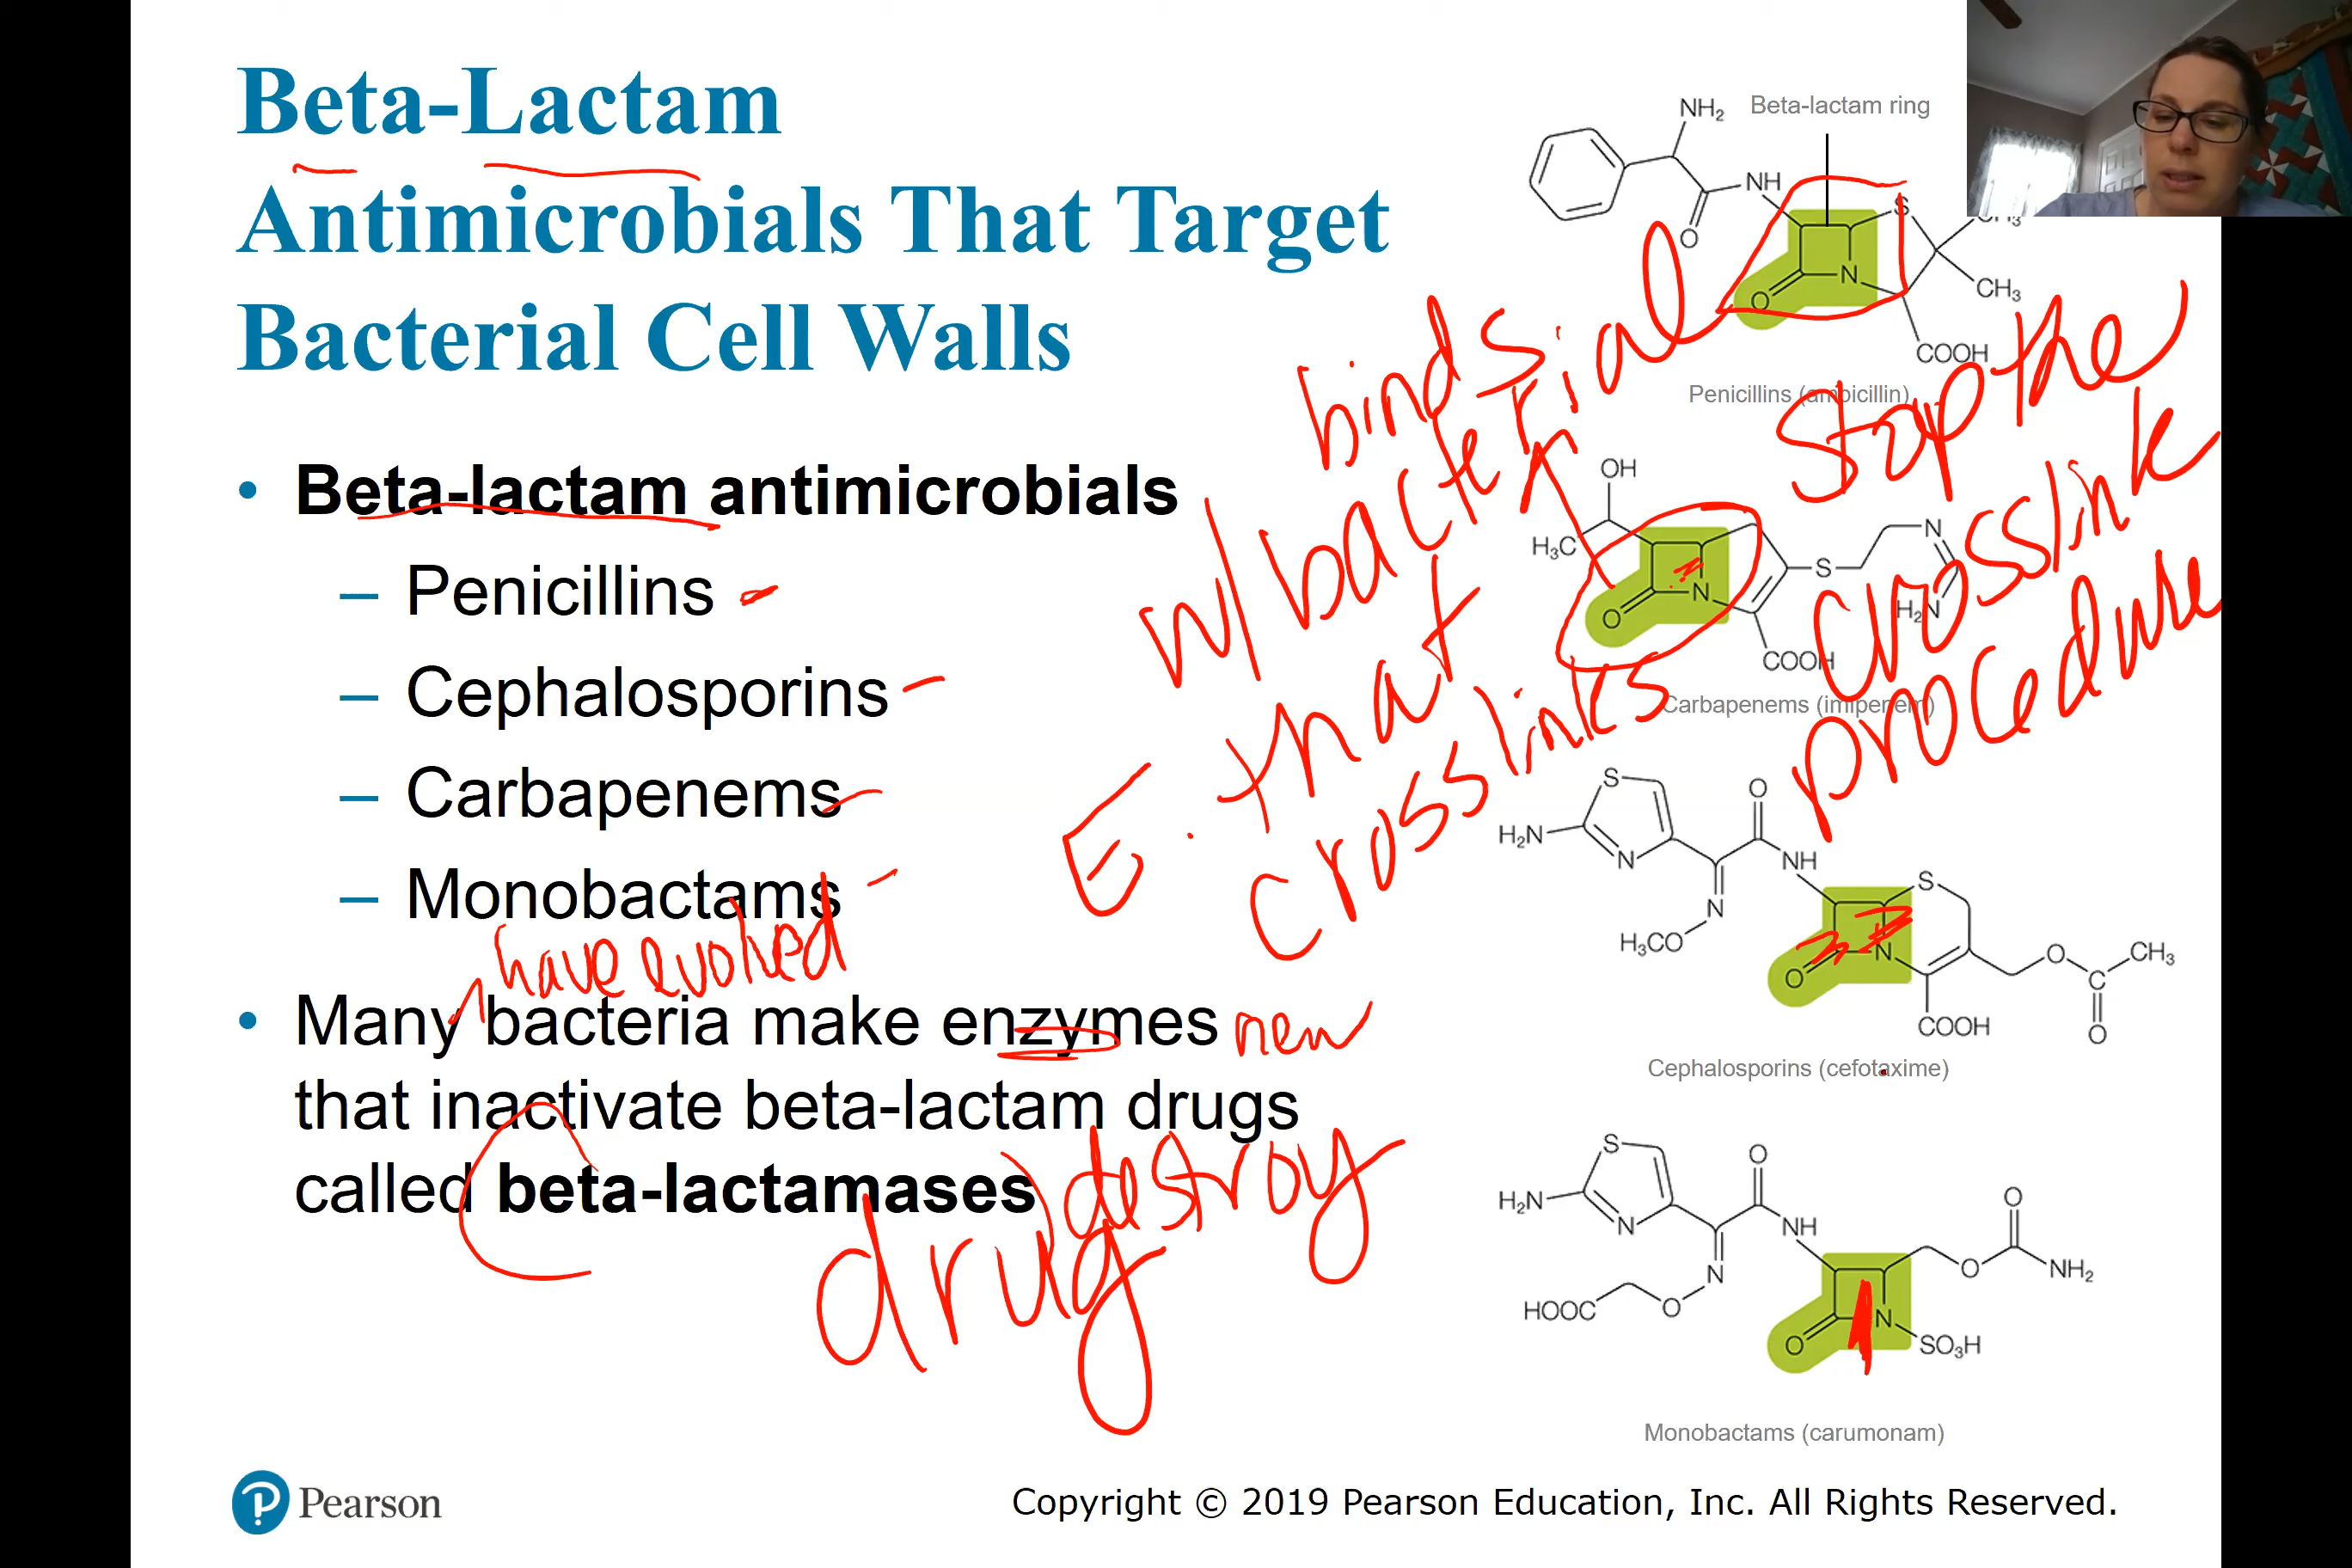 Beta-Lactam
Antimicrobials That Target
Bacterial Cell Walls
• Beta-lactam antimicrobials
– Penicillins
– Cephalosporins
– Carbapenems
– Monobactams
have evolved
• Many bacteria make enzymes new
that inactivate beta-lactam drugs
called beta-lactamases
destroy
drug
binds
w/ bacterial
E. that
crosslinks
Stop the
crosslink
procedure
NH₂
Beta-lactam ring
NH
O
S
N
O
CH₃
CH₃
COOH
Penicillins (ampicillin)
OH
H₃C
O
N
S
N
H₂N
COOH
Carbapenems (imipenem)
S
O
H₂N
N
NH
N
H₃CO
S
O
N
O
CH₃
O
COOH
Cephalosporins (cefotaxime)
S
O
H₂N
N
NH
O
N
HOOC
O
O
NH₂
O
N
SO₃H
Monobactams (carumonam)
P Pearson
Copyright © 2019 Pearson Education, Inc. All Rights Reserved.